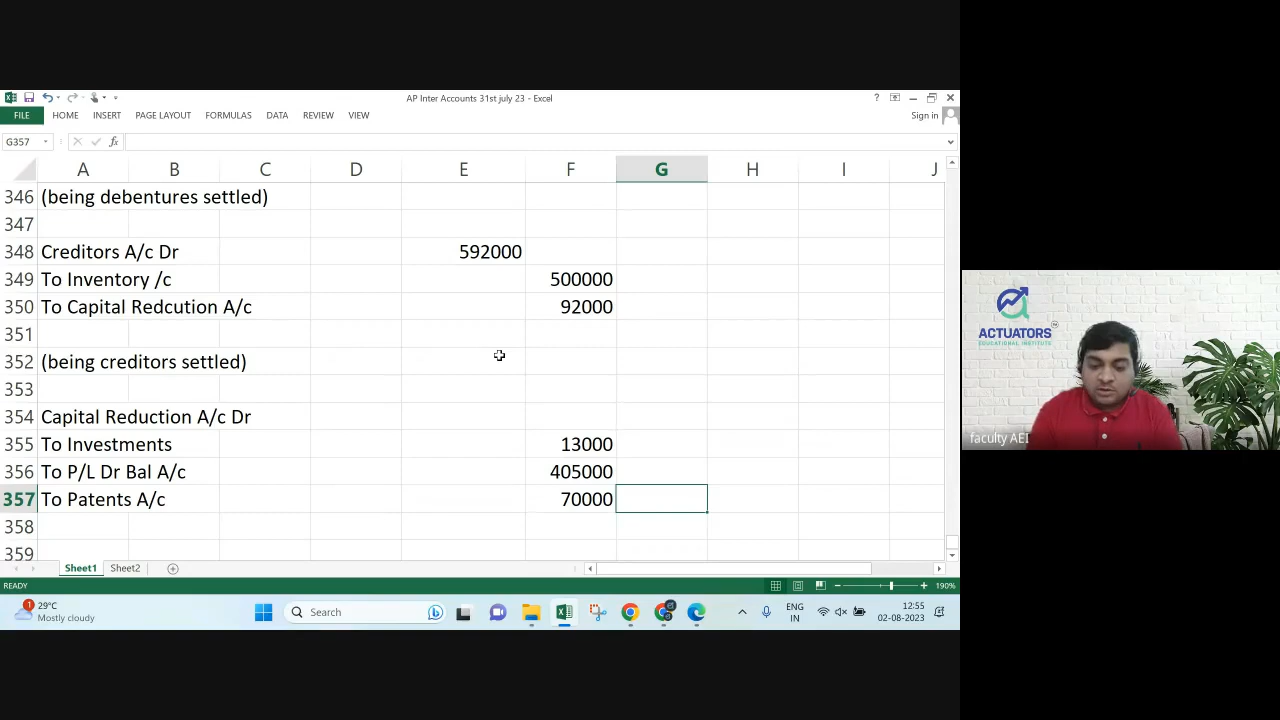 AP Inter Accounts 31st july 23 - Excel
?
FILE HOME INSERT PAGE LAYOUT FORMULAS DATA REVIEW VIEW Sign in
G357 fx
A B C D E F G H I J
346 (being debentures settled)
347
348 Creditors A/c Dr 592000
349 To Inventory /c 500000
350 To Capital Redcution A/c 92000
351
352 (being creditors settled)
353
354 Capital Reduction A/c Dr
355 To Investments 13000
356 To P/L Dr Bal A/c 405000
357 To Patents A/c 70000
358
359
Sheet1 Sheet2
READY 190%
1 29°C
Mostly cloudy
Search
ENG
IN
12:55
02-08-2023
ACTUATORS
EDUCATIONAL INSTITUTE
faculty AEI